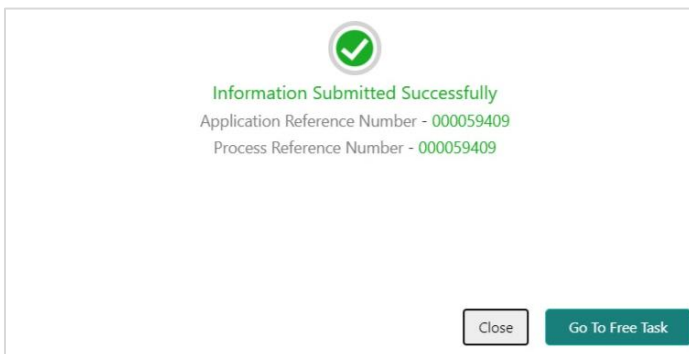 Information Submitted Successfully
Application Reference Number - 000059409
Process Reference Number - 000059409
Close
Go To Free Task